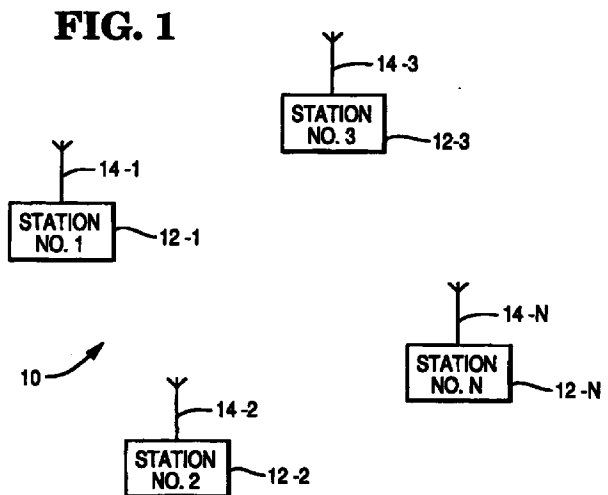 FIG. 1
14-3
STATION
NO. 3
12-3
14-1
STATION
NO. 1
12-1
14-N
STATION
NO. N
12-N
10
14-2
STATION
NO. 2
12-2